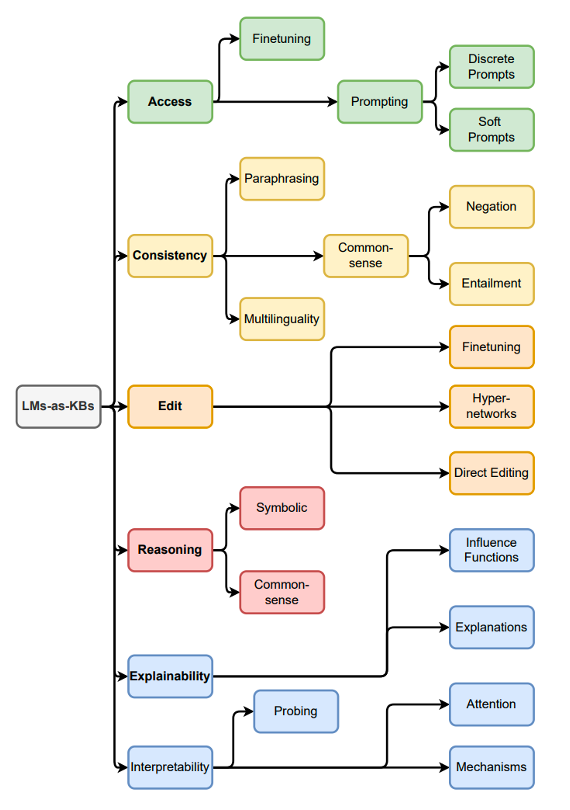 LMs-as-KBs
Access
Finetuning
Prompting
Discrete
Prompts
Soft
Prompts
Consistency
Paraphrasing
Common-
sense
Negation
Entailment
Multilinguality
Edit
Finetuning
Hyper-
networks
Direct Editing
Reasoning
Symbolic
Common-
sense
Explainability
Influence
Functions
Explanations
Interpretability
Probing
Attention
Mechanisms